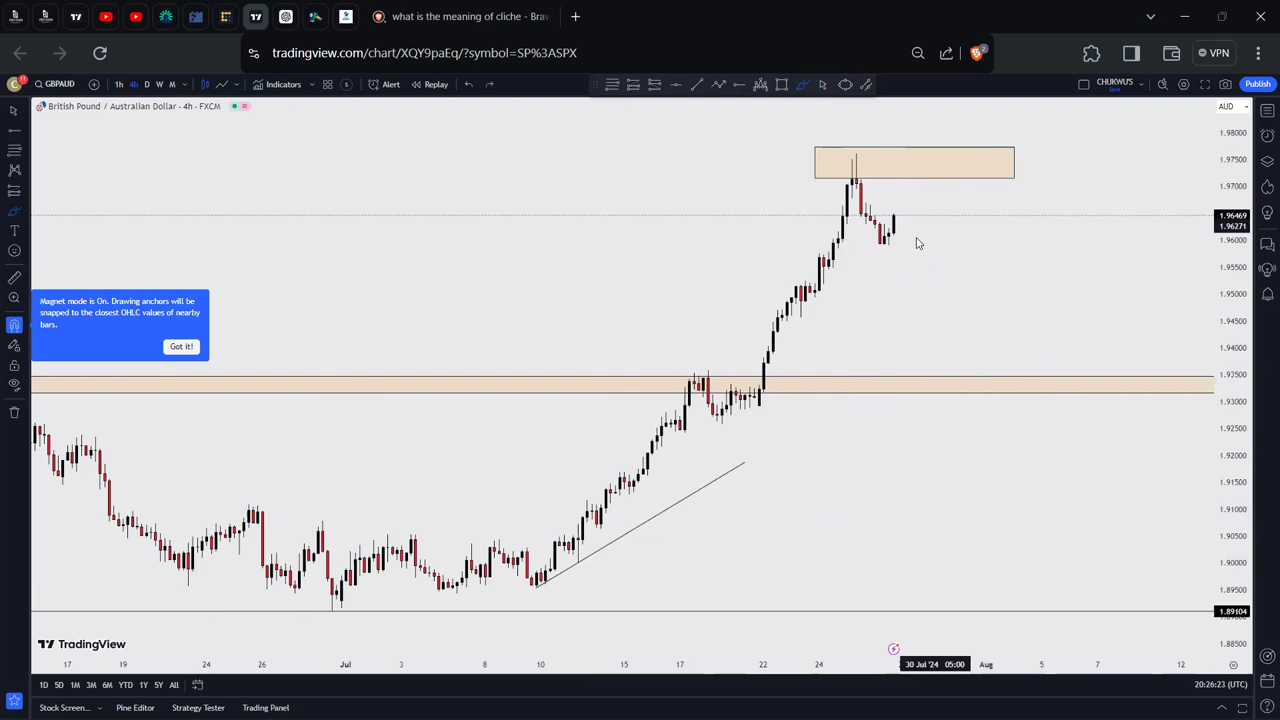 what is the meaning of cliche - Brav
tradingview.com/chart/XQY9paEq/?symbol=SP%3ASPX
2
VPN
11
GBPAUD
1h 4h D W M
Indicators
Alert
Replay
CHUKWUS
Save
Publish
British Pound / Australian Dollar · 4h · FXCM
AUD
1.98000
1.97500
1.97000
1.96469
1.96271
1.96000
1.95500
1.95000
1.94500
1.94000
1.93500
1.93000
1.92500
1.92000
1.91500
1.91000
1.90500
1.90000
1.89500
1.89104
1.88500
Magnet mode is On. Drawing anchors will be
snapped to the closest OHLC values of nearby
bars.
Got it!
TradingView
17 19 24 26 Jul 3 8 10 15 17 22 24 30 Jul '24 05:00 Aug 5 7 12
1D 5D 1M 3M 6M YTD 1Y 5Y All
20:26:23 (UTC)
Stock Screen... Pine Editor Strategy Tester Trading Panel